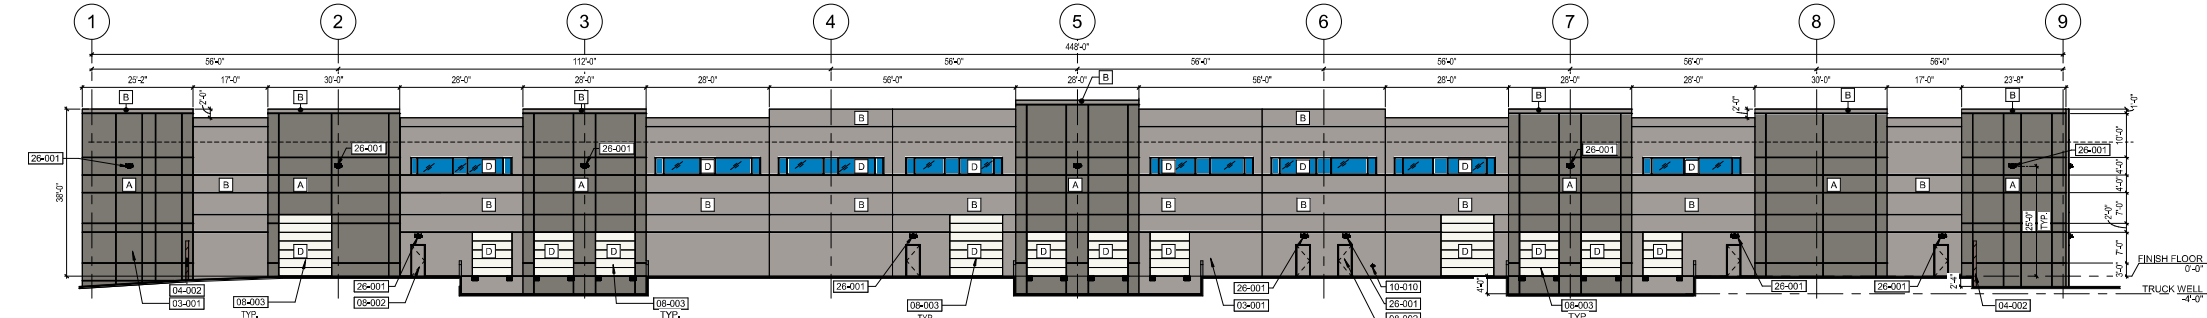 1 2 3 4 5 6 7 8 9
448'-0"
56'-0" 112'-0" 56'-0" 56'-0" 56'-0" 56'-0" 56'-0"
25'-2" 17'-0" 30'-0" 28'-0" 28'-0" 28'-0" 56'-0" 28'-0" 56'-0" 28'-0" 28'-0" 28'-0" 30'-0" 17'-0" 23'-8"
B
B B B B B B
2'-0" 2'-0" 1'-0"
B B
10'-0"
26-001 26-001 26-001 26-001 26-001
D D D D D D D D
4'-0"
A B A A A A A B A
4'-0"
38'-0"
B B B B B B B B
7'-0"
2'-0"
25'-0"
TYP.
D D D D D D D D D D D D
7'-0"
3'-0"
FINISH FLOOR
0'-0"
04-002 26-001 26-001 26-001 10-010 4'-0" 26-001 26-001 2'-4"
TRUCK WELL
-4'-0"
03-001 08-003 08-002 08-003 08-003 03-001 26-001 08-003 04-002
TYP. TYP. TYP.